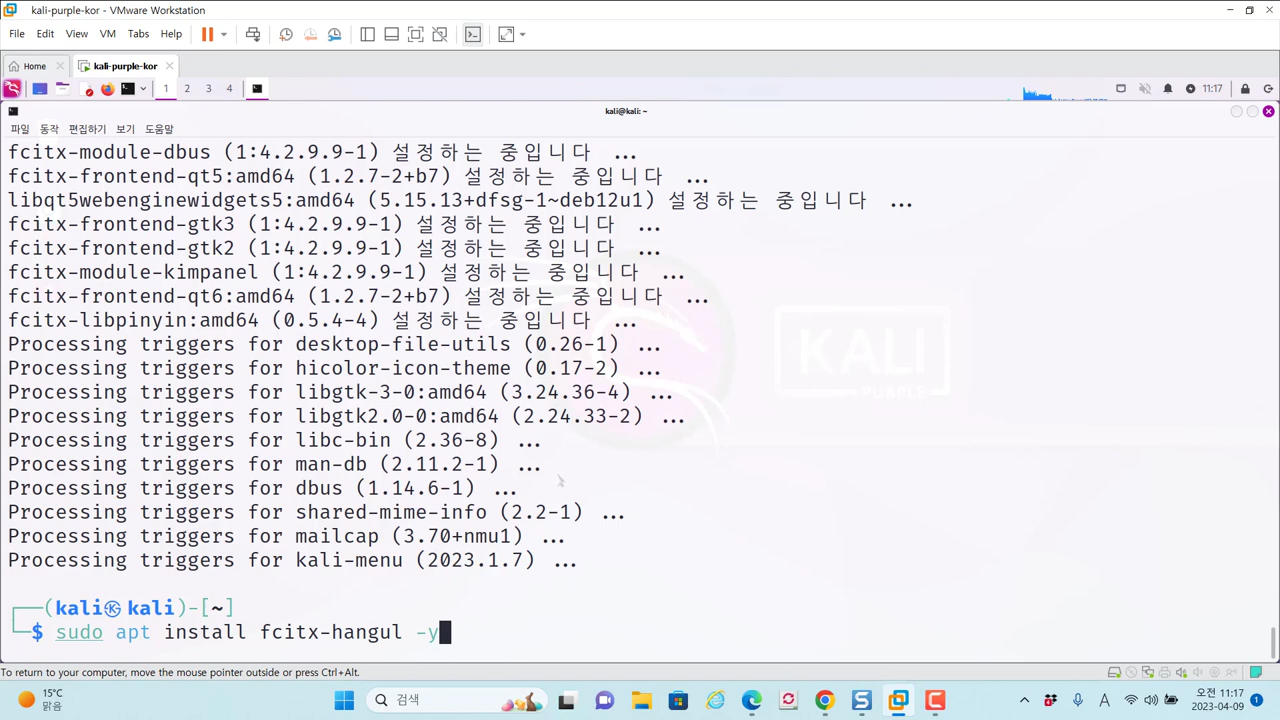 kali-purple-kor - VMware Workstation
File Edit View VM Tabs Help
Home kali-purple-kor
1 2 3 4 11:17
kali@kali: ~
파일 동작 편집하기 보기 도움말
fcitx-module-dbus (1:4.2.9.9-1) 설정하는 중입니다 ...
fcitx-frontend-qt5:amd64 (1.2.7-2+b7) 설정하는 중입니다 ...
libqt5webenginewidgets5:amd64 (5.15.13+dfsg-1~deb12u1) 설정하는 중입니다 ...
fcitx-frontend-gtk3 (1:4.2.9.9-1) 설정하는 중입니다 ...
fcitx-frontend-gtk2 (1:4.2.9.9-1) 설정하는 중입니다 ...
fcitx-module-kimpanel (1:4.2.9.9-1) 설정하는 중입니다 ...
fcitx-frontend-qt6:amd64 (1.2.7-2+b7) 설정하는 중입니다 ...
fcitx-libpinyin:amd64 (0.5.4-4) 설정하는 중입니다 ...
Processing triggers for desktop-file-utils (0.26-1) ...
Processing triggers for hicolor-icon-theme (0.17-2) ...
Processing triggers for libgtk-3-0:amd64 (3.24.36-4) ...
Processing triggers for libgtk2.0-0:amd64 (2.24.33-2) ...
Processing triggers for libc-bin (2.36-8) ...
Processing triggers for man-db (2.11.2-1) ...
Processing triggers for dbus (1.14.6-1) ...
Processing triggers for shared-mime-info (2.2-1) ...
Processing triggers for mailcap (3.70+nmu1) ...
Processing triggers for kali-menu (2023.1.7) ...
KALI
PURPLE
┌──(kali㉿kali)-[~]
└─$ sudo apt install fcitx-hangul -y
To return to your computer, move the mouse pointer outside or press Ctrl+Alt.
15°C
맑음
검색
A
오전 11:17
2023-04-09